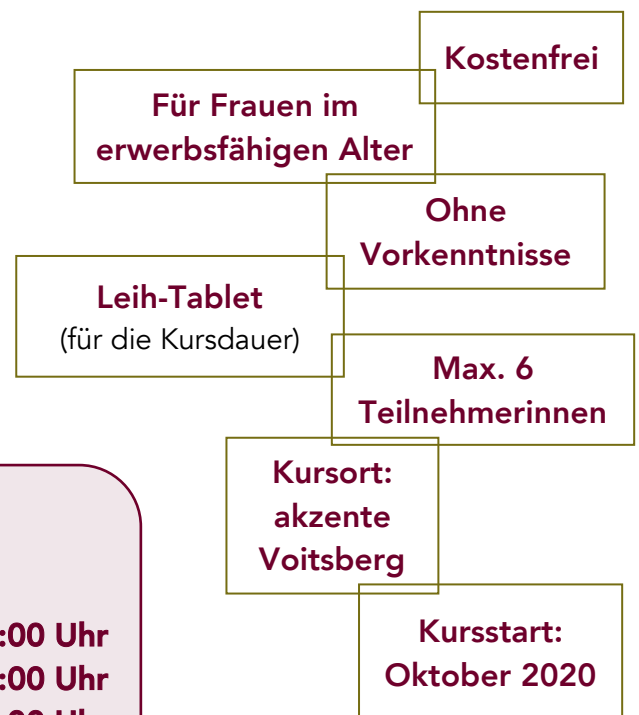 Kostenfrei
Für Frauen im
erwerbsfähigen Alter
Ohne
Vorkenntnisse
Leih-Tablet
(für die Kursdauer)
Max. 6
Teilnehmerinnen
Kursort:
akzente
Voitsberg
Kursstart:
Oktober 2020
:00 Uhr
:00 Uhr